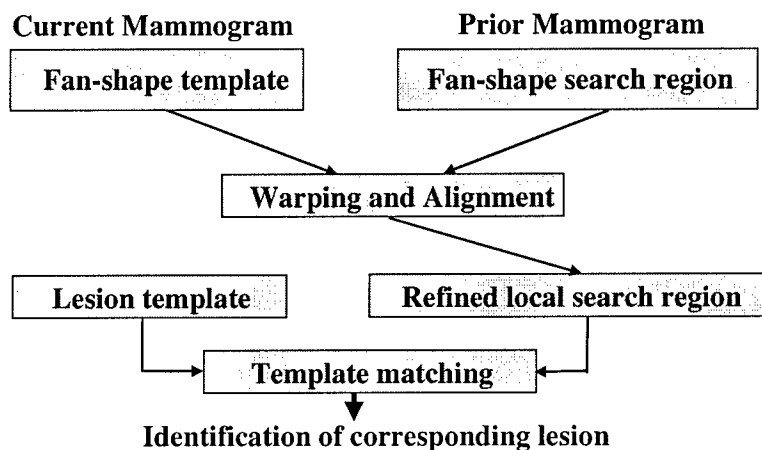 Current Mammogram
Prior Mammogram
Fan-shape template
Fan-shape search region
Warping and Alignment
Lesion template
Refined local search region
Template matching
Identification of corresponding lesion